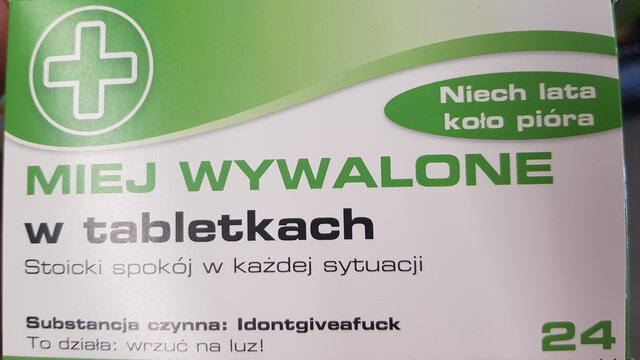 Niech lata
koło pióra
MIEJ WYWALONE
w tabletkach
Stoicki spokój w każdej sytuacji
Substancja czynna: Idontgiveafuck
To działa: wrzuć na luz!
24